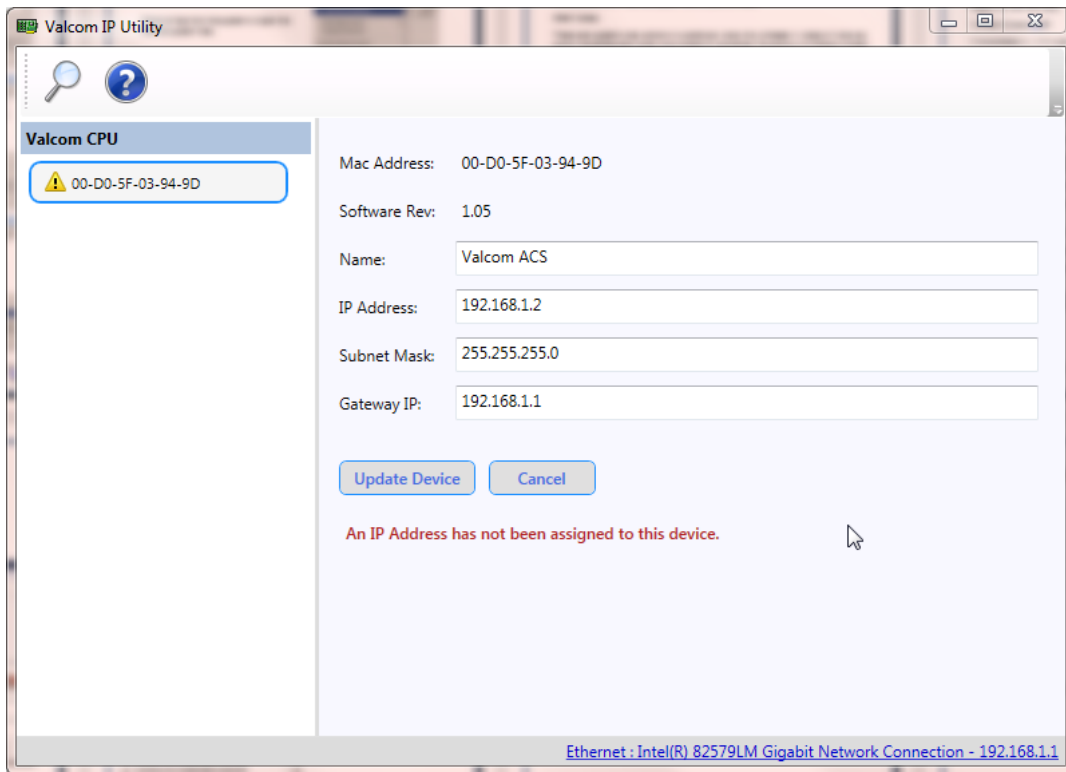 Valcom IP Utility
Valcom CPU
00-D0-5F-03-94-9D
Mac Address: 00-D0-5F-03-94-9D
Software Rev: 1.05
Name: Valcom ACS
IP Address: 192.168.1.2
Subnet Mask: 255.255.255.0
Gateway IP: 192.168.1.1
Update Device Cancel
An IP Address has not been assigned to this device.
Ethernet : Intel(R) 82579LM Gigabit Network Connection - 192.168.1.1